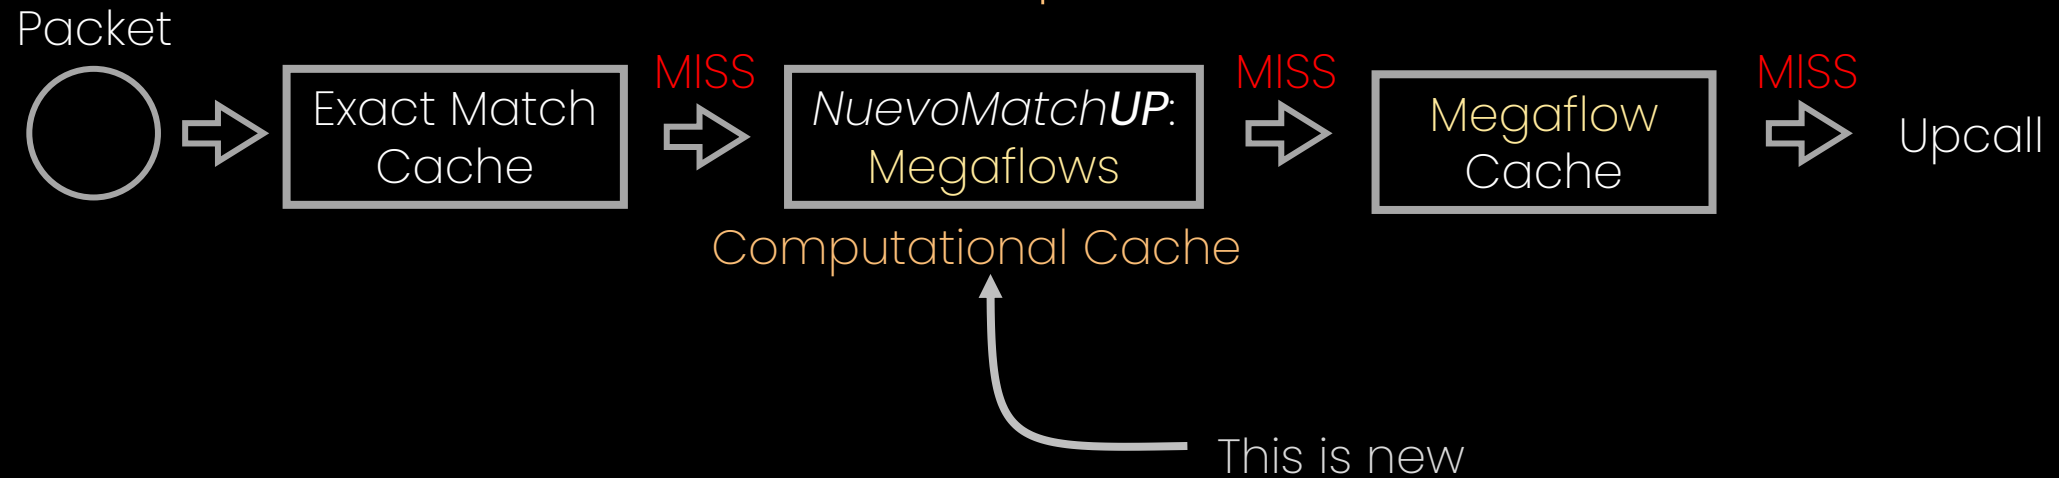 Packet
Exact Match
Cache
MISS
NuevoMatchUP:
Megaflows
Computational Cache
MISS
Megaflow
Cache
MISS
Upcall
This is new